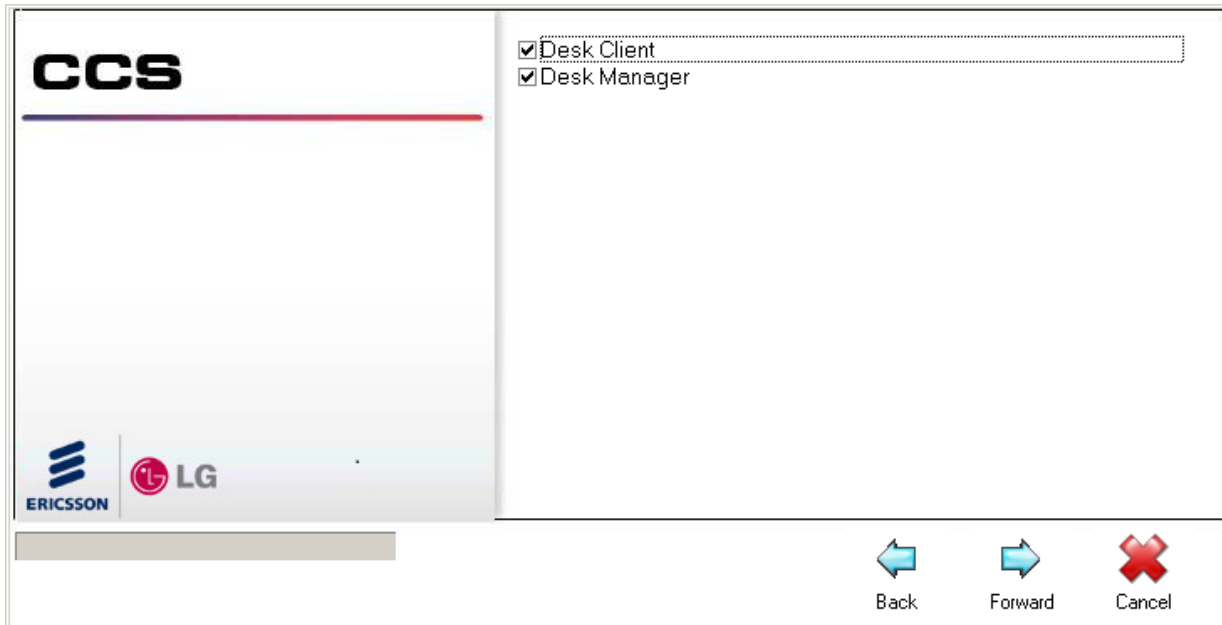 CCS
Desk Client
Desk Manager
ERICSSON
LG
Back
Forward
Cancel